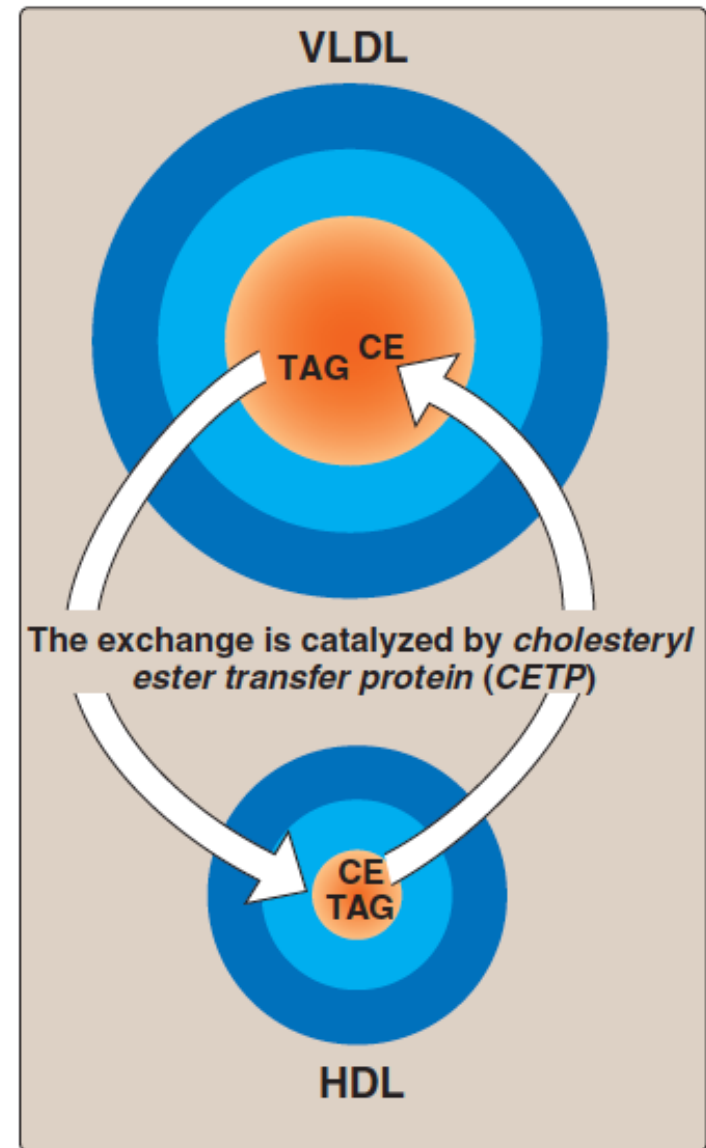 VLDL
TAG CE
The exchange is catalyzed by cholesteryl
ester transfer protein (CETP)
CE
TAG
HDL